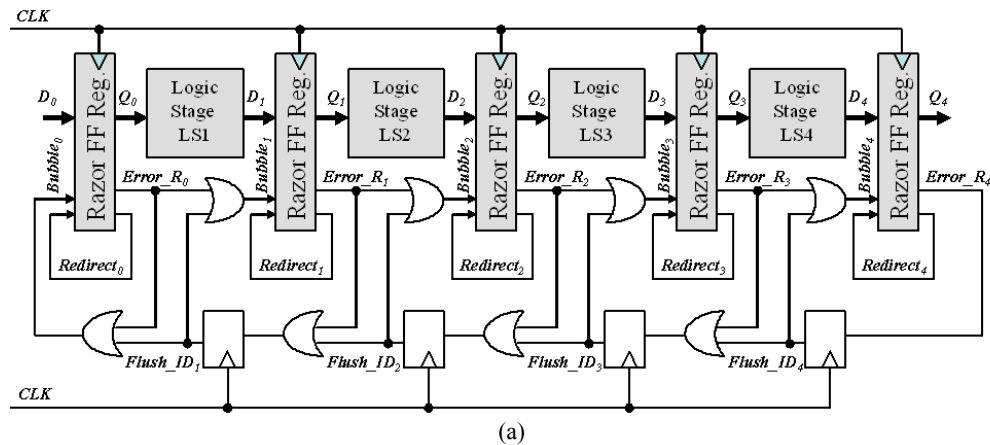 CLK
D0 Razor FF Reg. Q0 Logic Stage LS1 D1 Razor FF Reg. Q1 Logic Stage LS2 D2 Razor FF Reg. Q2 Logic Stage LS3 D3 Razor FF Reg. Q3 Logic Stage LS4 D4 Razor FF Reg. Q4
Bubble0 Bubble1 Bubble2 Bubble3 Bubble4
Error_R0 Error_R1 Error_R2 Error_R3 Error_R4
Redirect0 Redirect1 Redirect2 Redirect3 Redirect4
Flush_ID1 Flush_ID2 Flush_ID3 Flush_ID4
CLK
(a)